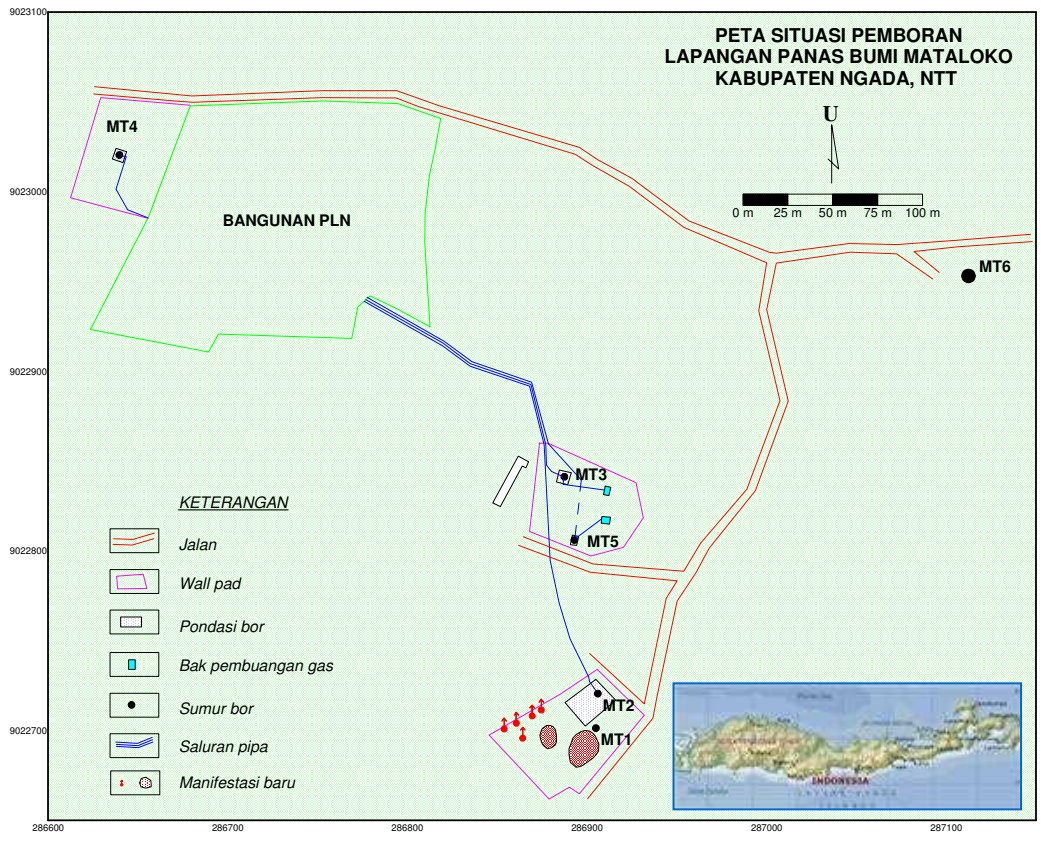 9023100
PETA SITUASI PEMBORAN
LAPANGAN PANAS BUMI MATALOKO
KABUPATEN NGADA, NTT
U
MT4
9023000
0 m 25 m 50 m 75 m 100 m
BANGUNAN PLN
MT6
9022900
MT3
KETERANGAN
Jalan
9022800
MT5
Wall pad
Pondasi bor
Bak pembuangan gas
Sumur bor
MT2
9022700
MT1
Saluran pipa
Manifestasi baru
INDONESIA
286600 286700 286800 286900 287000 287100